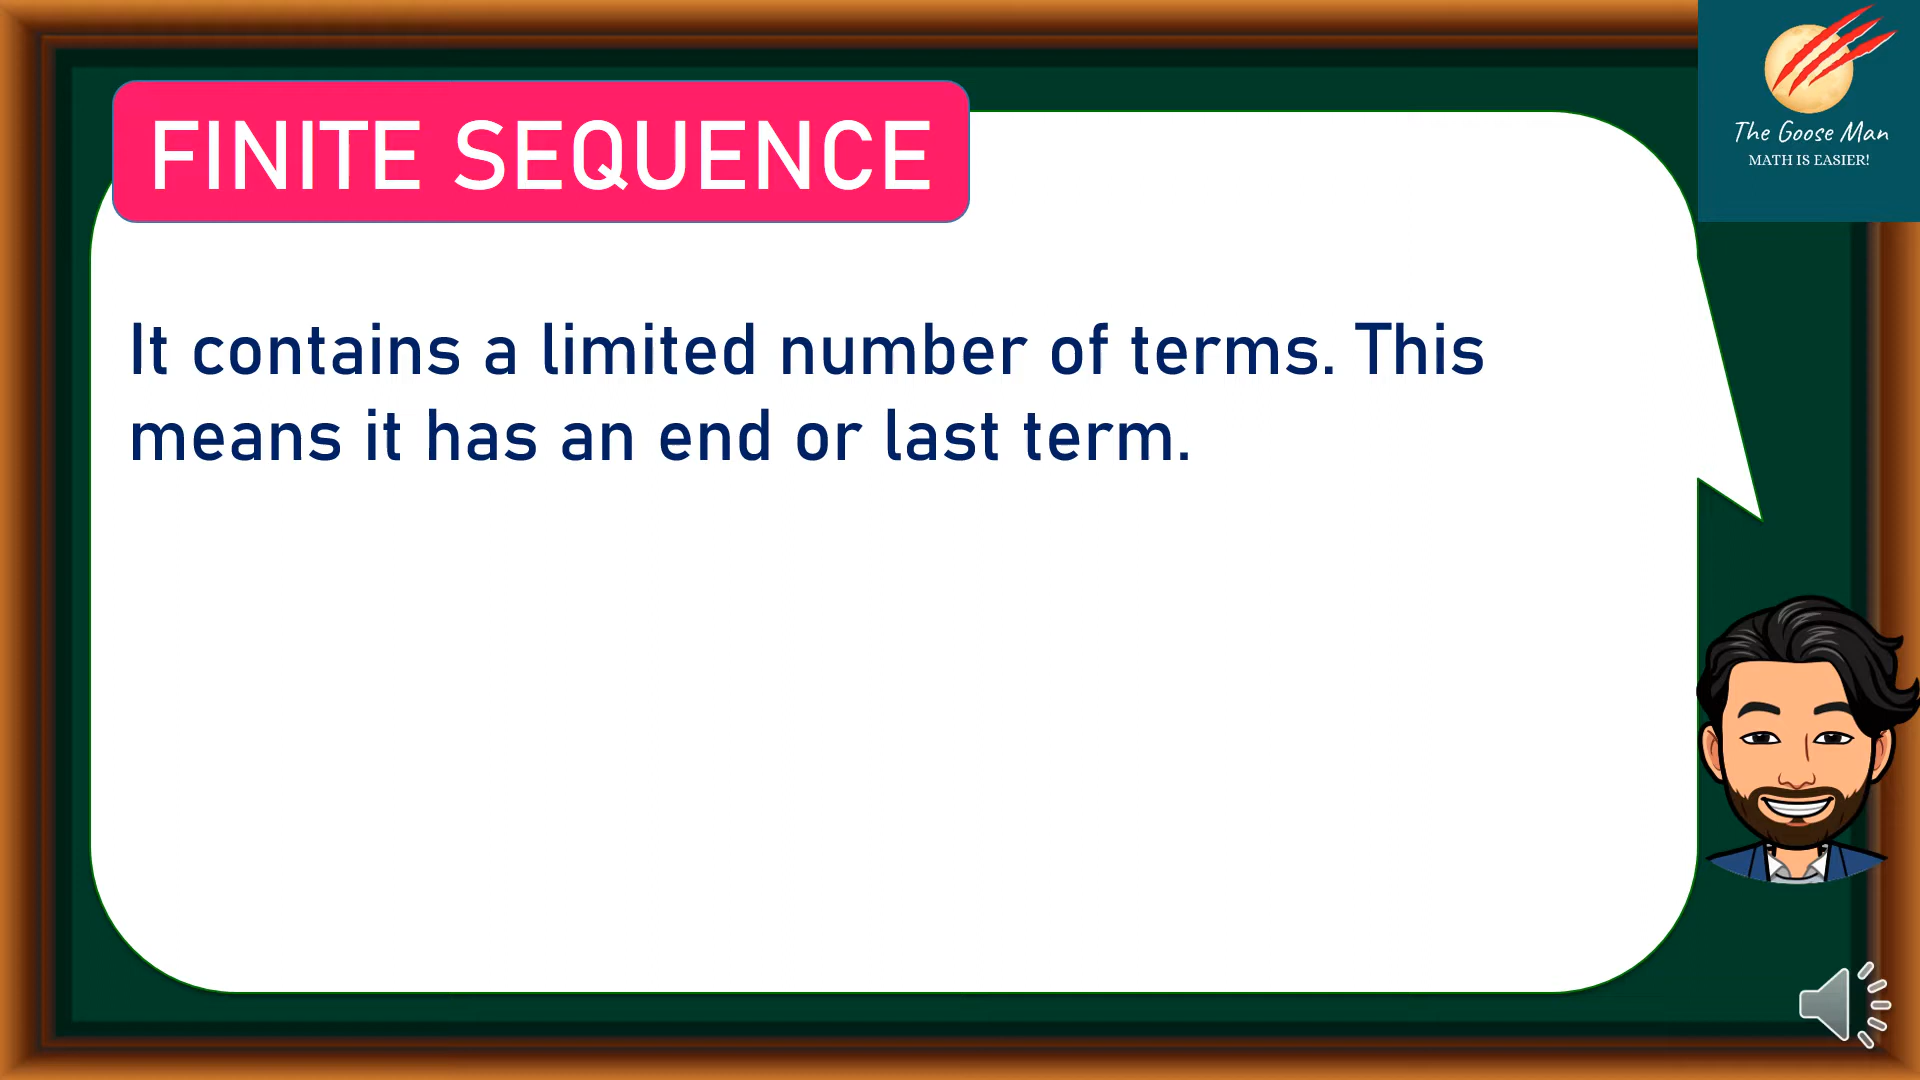 FINITE SEQUENCE
The Goose Man
MATH IS EASIER!
It contains a limited number of terms. This
means it has an end or last term.